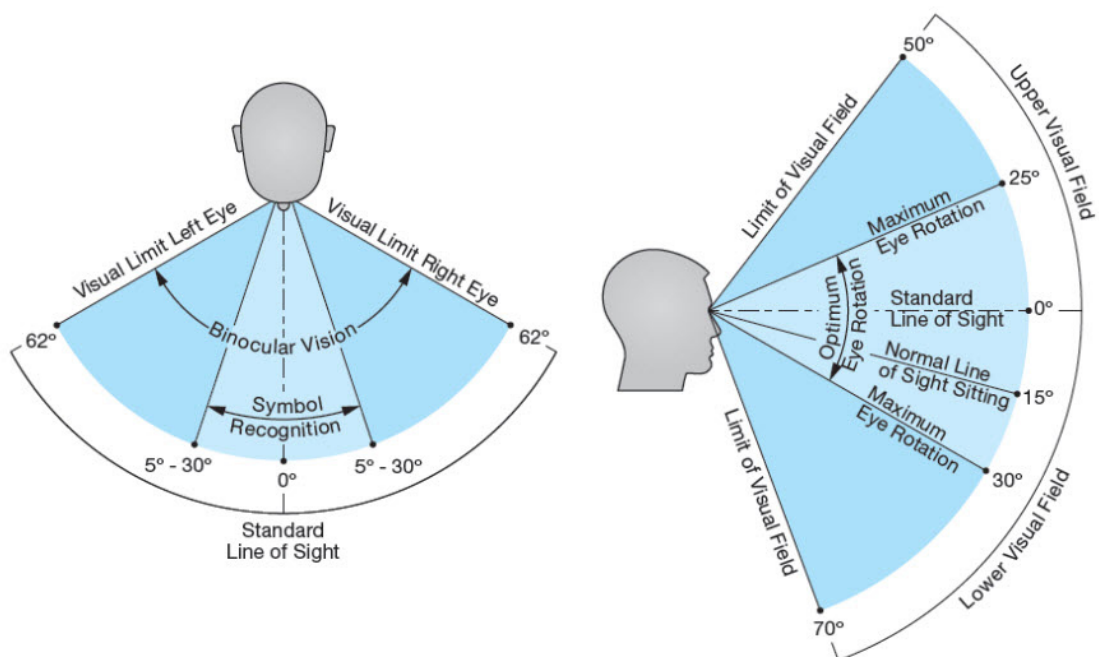 Visual Limit Left Eye
Visual Limit Right Eye
62º
62º
Binocular Vision
Symbol
Recognition
5º - 30º
0º
5º - 30º
Standard
Line of Sight
50º
Upper Visual Field
Limit of Visual Field
25º
Maximum
Eye Rotation
Optimum
Eye Rotation
Standard
Line of Sight
0º
Normal Line
of Sight Sitting
15º
Maximum
Eye Rotation
30º
Limit of Visual Field
Lower Visual Field
70º